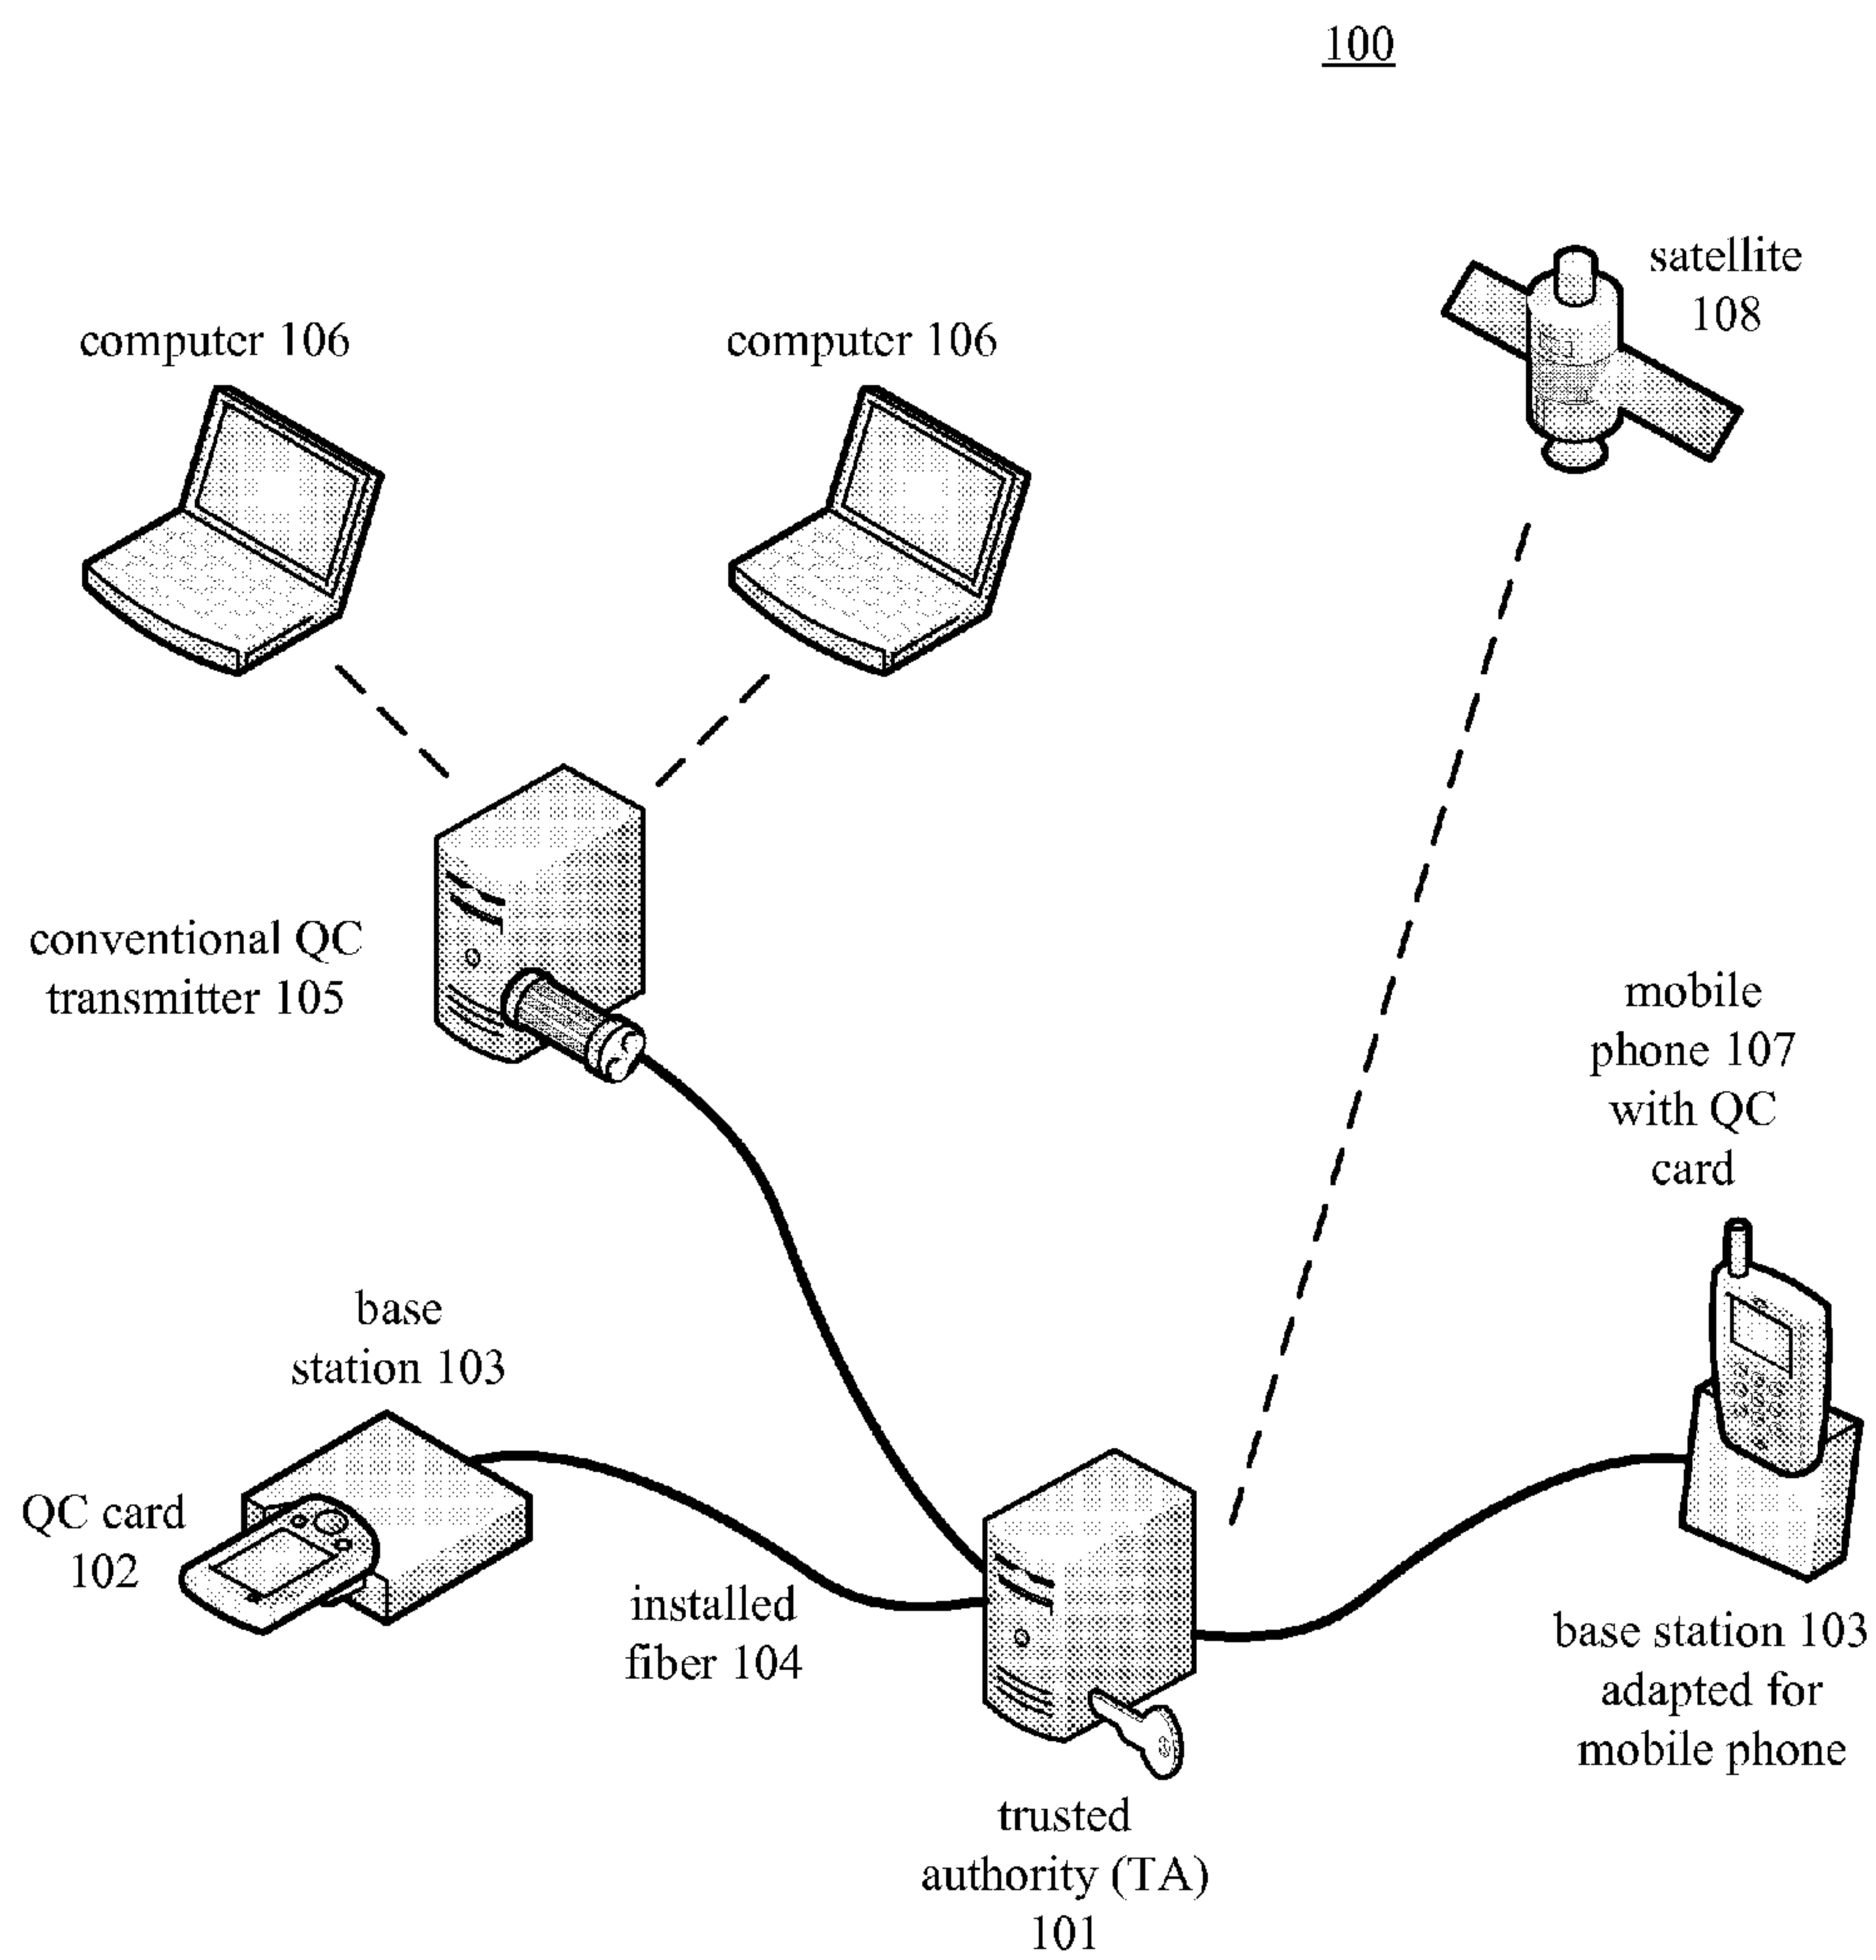 100
satellite
108
computer 106
computer 106
conventional QC
transmitter 105
mobile
phone 107
with QC
card
base
station 103
QC card
102
installed
fiber 104
base station 103
adapted for
mobile phone
trusted
authority (TA)
101